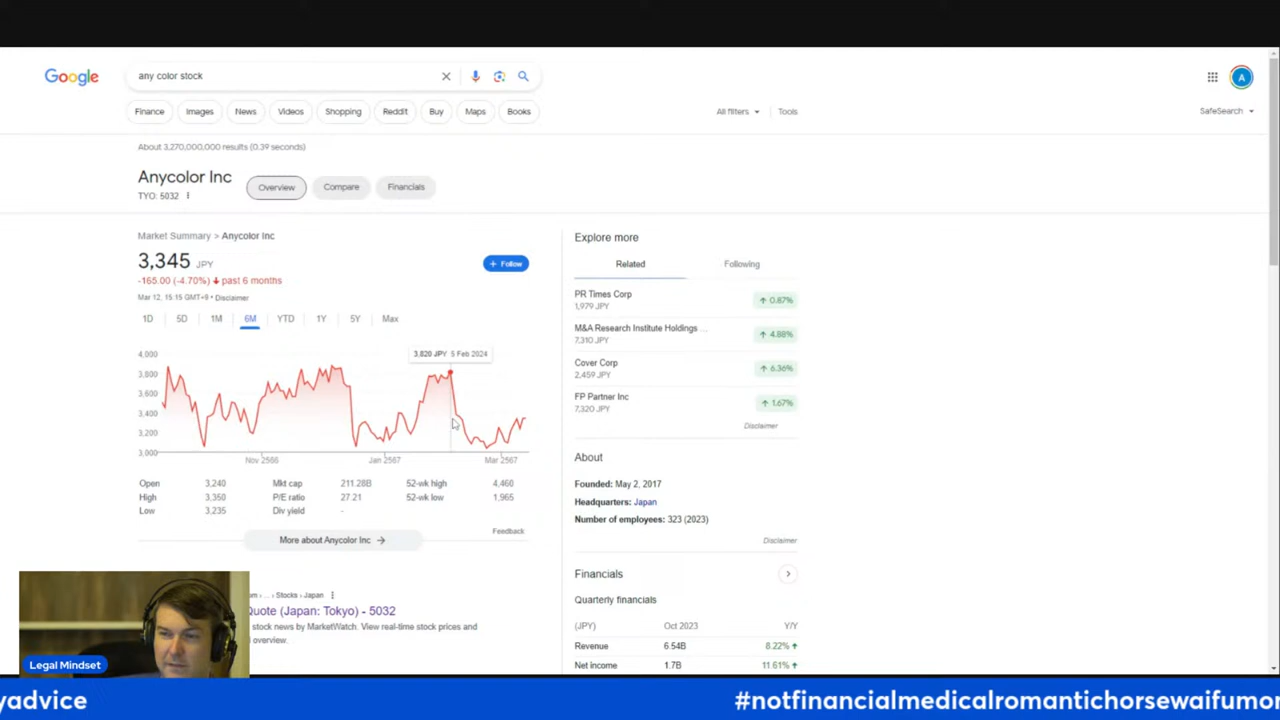 Google
any color stock
A
Finance Images News Videos Shopping Reddit Buy Maps Books
All filters Tools
SafeSearch
About 3,270,000,000 results (0.39 seconds)
Anycolor Inc
TYO: 5032
Overview Compare Financials
Market Summary > Anycolor Inc
3,345 JPY
+ Follow
-165.00 (-4.70%) past 6 months
Mar 12, 15:15 GMT+9 • Disclaimer
1D 5D 1M 6M YTD 1Y 5Y Max
3,820 JPY 5 Feb 2024
4,000
3,800
3,600
3,400
3,200
3,000
Nov 2566 Jan 2567 Mar 2567
Open 3,240 Mkt cap 211.28B 52-wk high 4,460
High 3,350 P/E ratio 27.21 52-wk low 1,965
Low 3,235 Div yield -
Feedback
More about Anycolor Inc
... › Stocks › Japan
Quote (Japan: Tokyo) - 5032
stock news by MarketWatch. View real-time stock prices and
overview.
Explore more
Related Following
PR Times Corp
1,979 JPY
0.87%
M&A Research Institute Holdings ...
7,310 JPY
4.88%
Cover Corp
2,459 JPY
6.36%
FP Partner Inc
7,320 JPY
1.67%
Disclaimer
About
Founded: May 2, 2017
Headquarters: Japan
Number of employees: 323 (2023)
Disclaimer
Financials
Quarterly financials
(JPY) Oct 2023 Y/Y
Revenue 6.54B 8.22%
Net income 1.7B 11.61%
Legal Mindset
yadvice #notfinancialmedicalromantichorsewaifumor